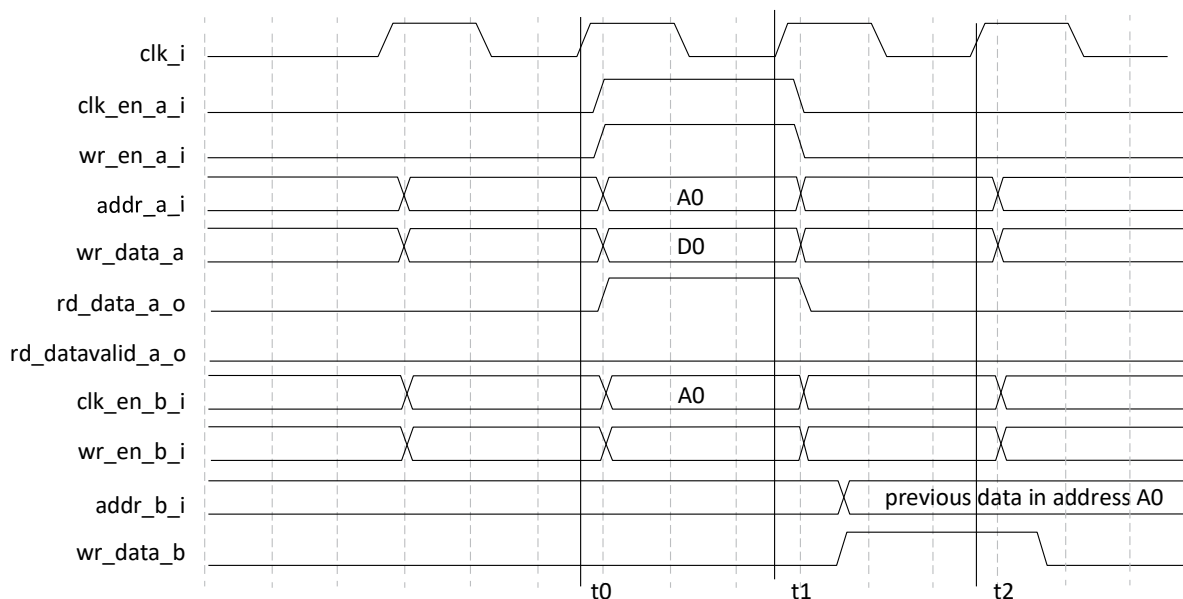 clk_i
clk_en_a_i
wr_en_a_i
addr_a_i A0
wr_data_a D0
rd_data_a_o
rd_datavalid_a_o
clk_en_b_i A0
wr_en_b_i
addr_b_i previous data in address A0
wr_data_b
t0 t1 t2